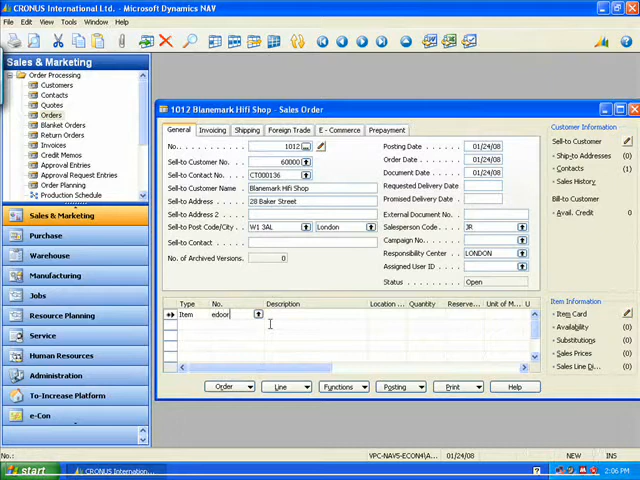 CRONUS International Ltd. - Microsoft Dynamics NAV
File Edit View Tools Window Help
Sales & Marketing
Order Processing
Customers
Contacts
Quotes
Orders
Blanket Orders
Return Orders
Invoices
Credit Memos
Approval Entries
Approval Request Entries
Order Planning
Production Schedule
Sales & Marketing
Purchase
Warehouse
Manufacturing
Jobs
Resource Planning
Service
Human Resources
Administration
To-Increase Platform
e-Con
1012 Blanemark Hifi Shop - Sales Order
General Invoicing Shipping Foreign Trade E - Commerce Prepayment
No. 1012
Sell-to Customer No. 60000
Sell-to Contact No. CT000136
Sell-to Customer Name Blanemark Hifi Shop
Sell-to Address 28 Baker Street
Sell-to Address 2
Sell-to Post Code/City W1 3AL London
Sell-to Contact
No. of Archived Versions 0
Posting Date 01/24/08
Order Date 01/24/08
Document Date 01/24/08
Requested Delivery Date
Promised Delivery Date
External Document No.
Salesperson Code JR
Campaign No.
Responsibility Center LONDON
Assigned User ID
Status Open
Type No. Description Location ... Quantity Reserve... Unit of M... U
Item edoor
Order Line Functions Posting Print Help
Customer Information
Sell-to Customer
Ship-to Addresses (0)
Contacts (1)
Sales History
Bill-to Customer
Avail. Credit 0
Item Information
Item Card
Availability (0)
Substitutions (0)
Sales Prices (0)
Sales Line Di... (0)
No.: VPC-NAV5-ECON4\A... 01/24/08 NEW INS
start CRONUS Internation... 2:06 PM